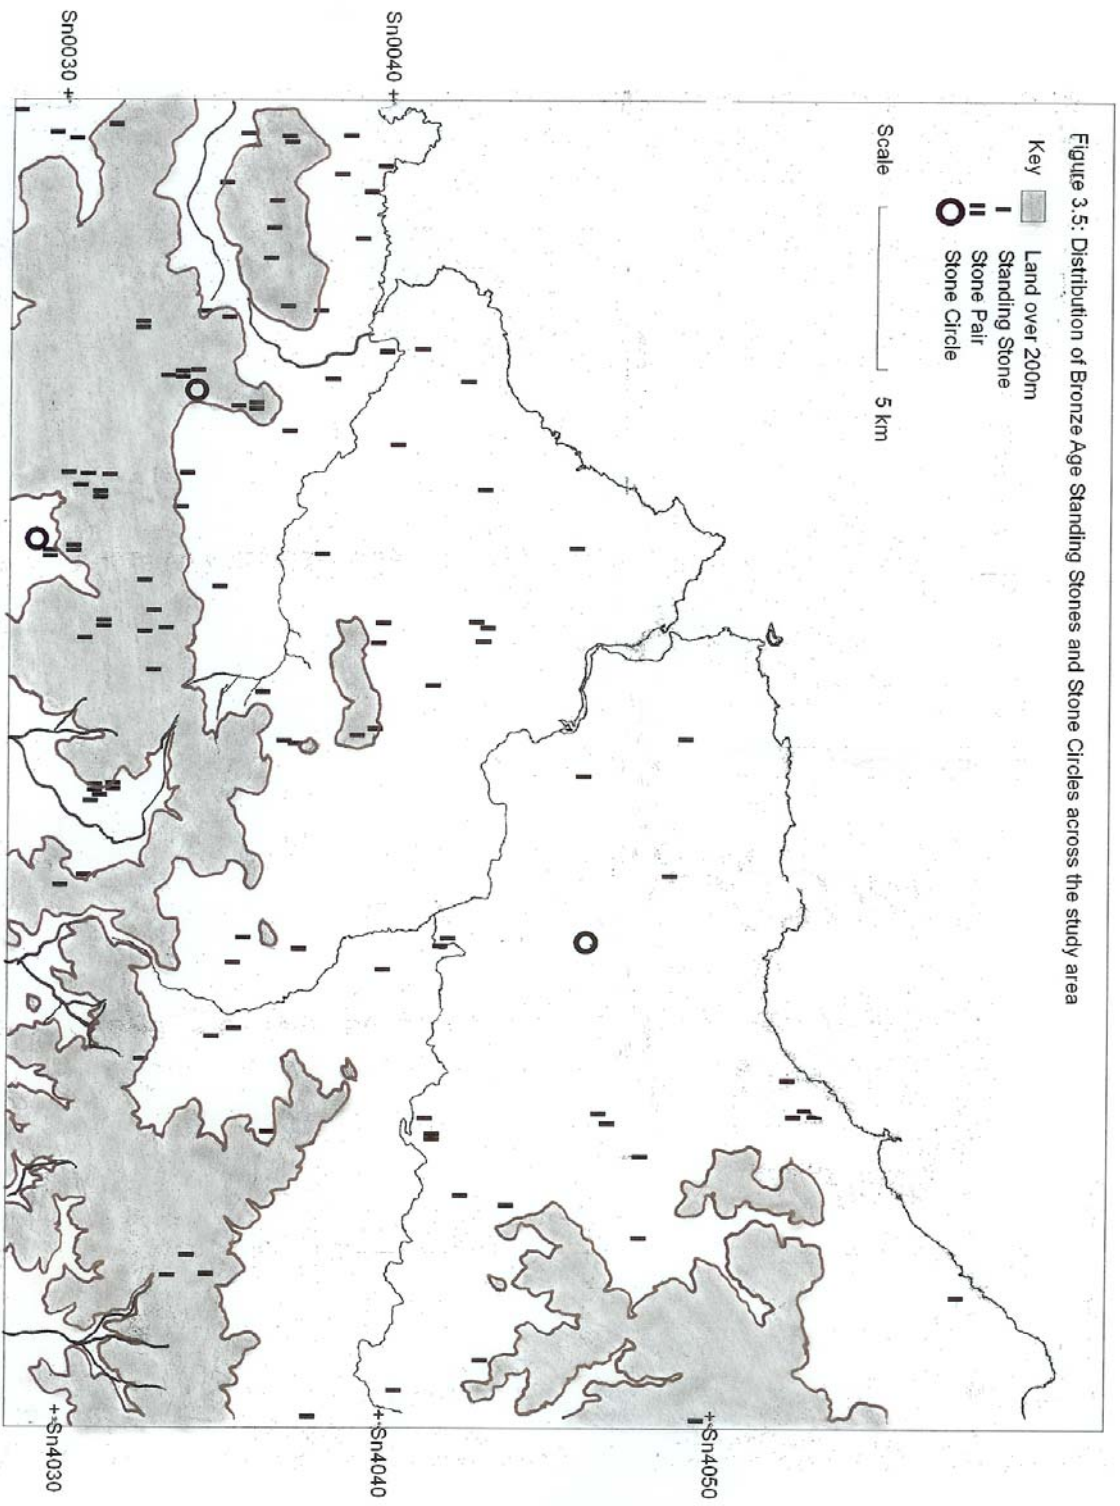 Figure 3.5: Distribution of Bronze Age Standing Stones and Stone Circles across the study area
Key
Land over 200m
Standing Stone
Stone Pair
Stone Circle
Scale
5 km
Sn0040
Sn0030
Sn4050
Sn4040
Sn4030